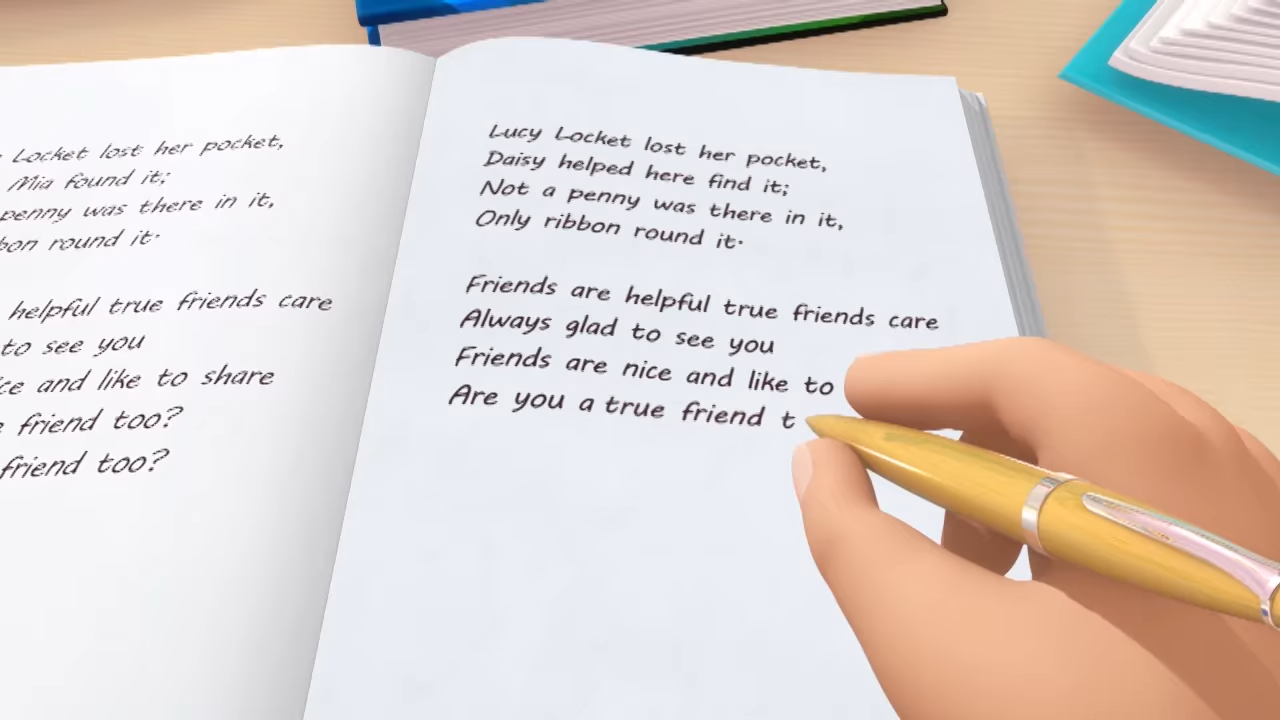 Locket lost her pocket,
Mia found it;
penny was there in it,
round it.
helpful true friends care
to see you
and like to share
friend too?
friend too?
Lucy Locket lost her pocket,
Daisy helped here find it;
Not a penny was there in it,
Only ribbon round it.
Friends are helpful true friends care
Always glad to see you
Friends are nice and like to
Are you a true friend t